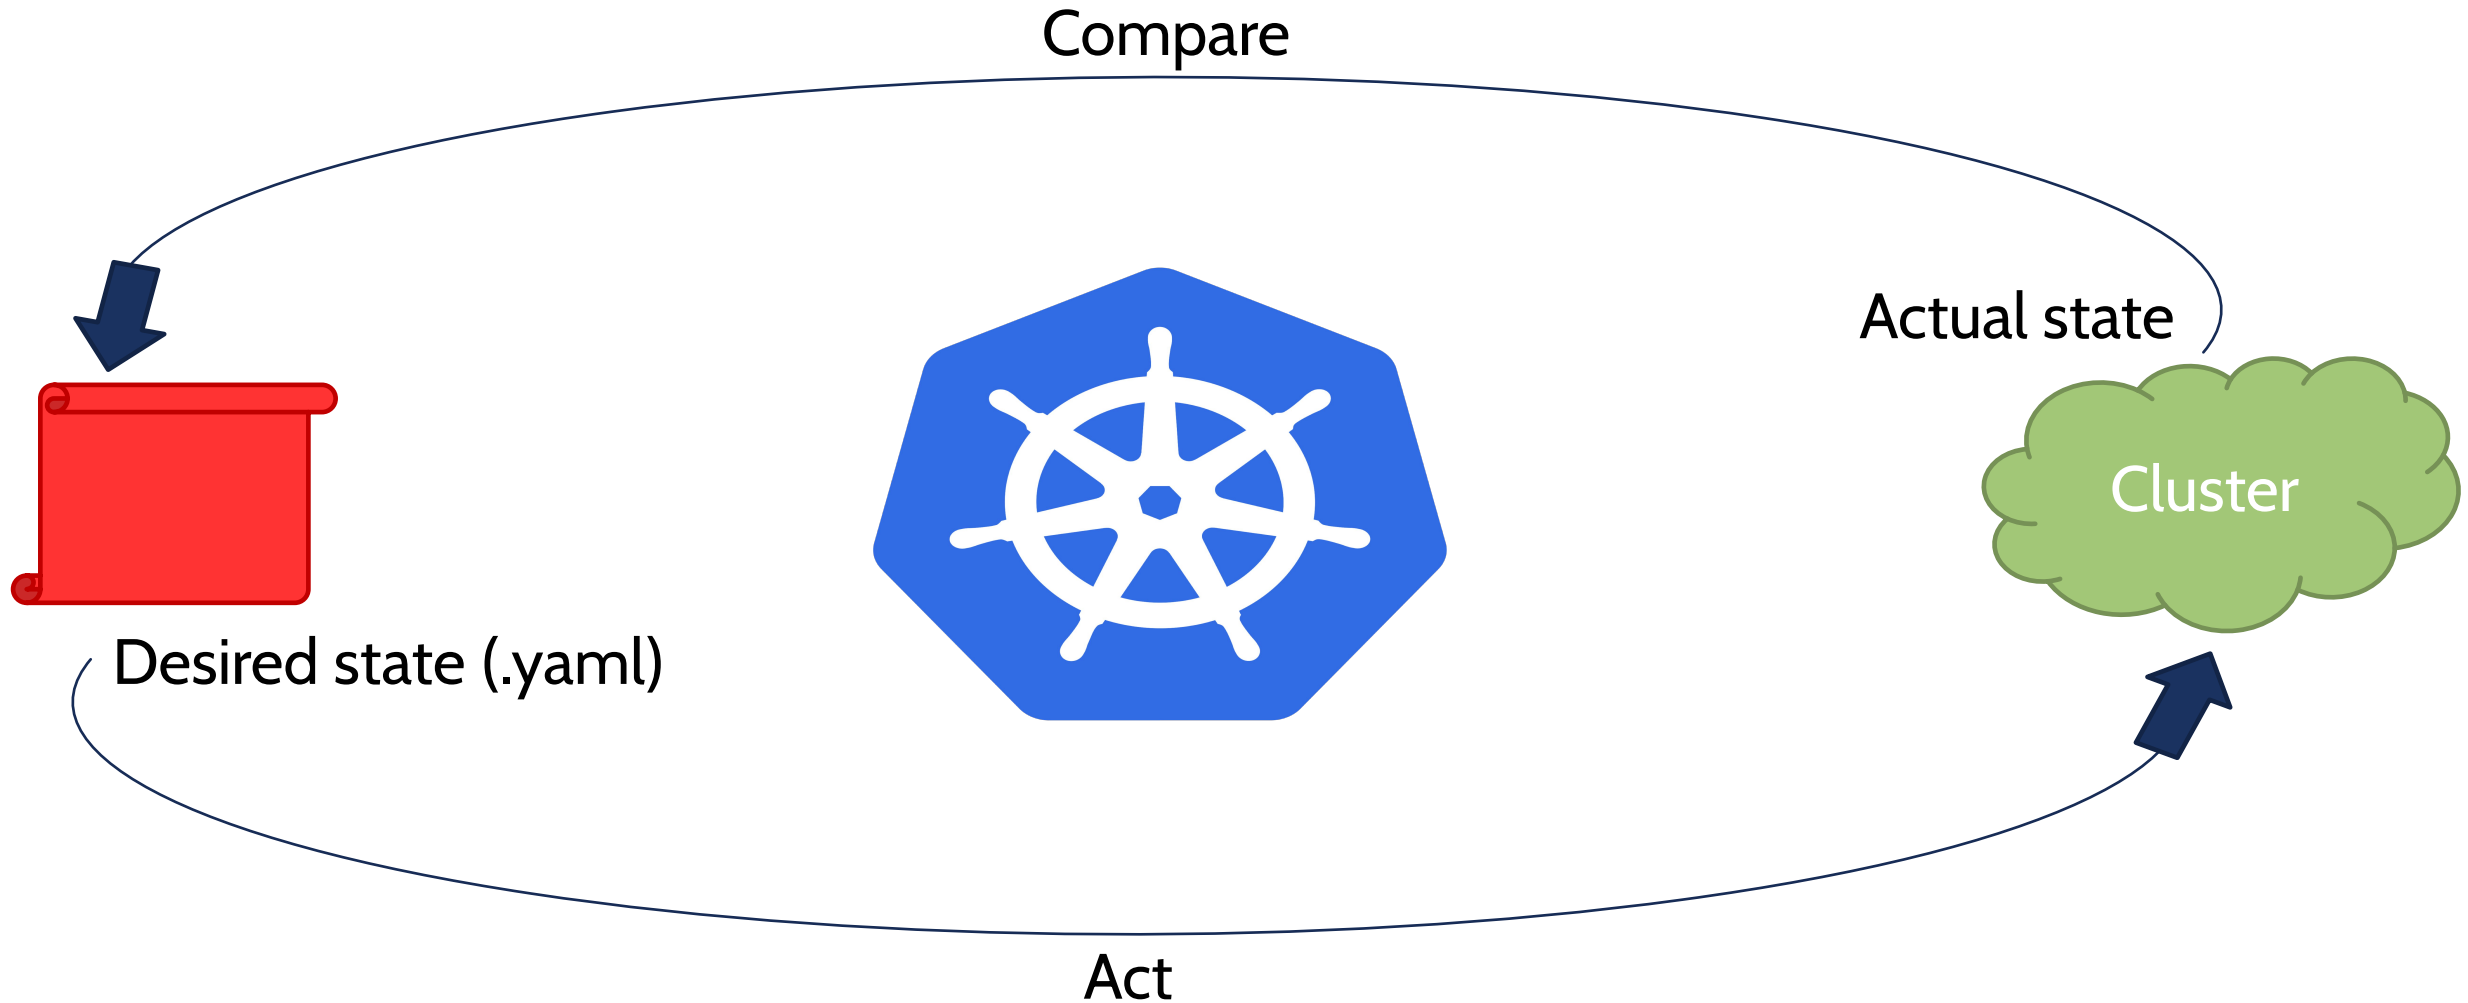 Compare
Actual state
Cluster
Desired state (.yaml)
Act